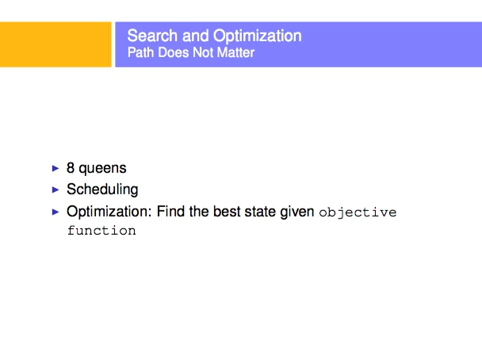 Search and Optimization
Path Does Not Matter
8 queens
Scheduling
Optimization: Find the best state given objective
function